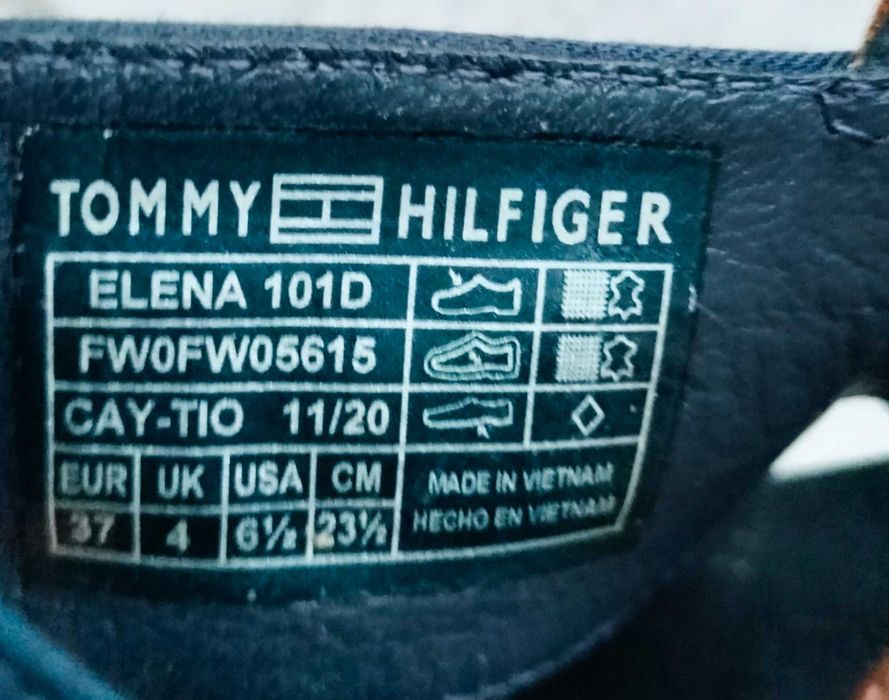 TOMMY HILFIGER
ELENA 101D
FW0FW05615
CAY-TIO 11/20
EUR UK USA CM
37 4 6½ 23½
MADE IN VIETNAM
HECHO EN VIETNAM